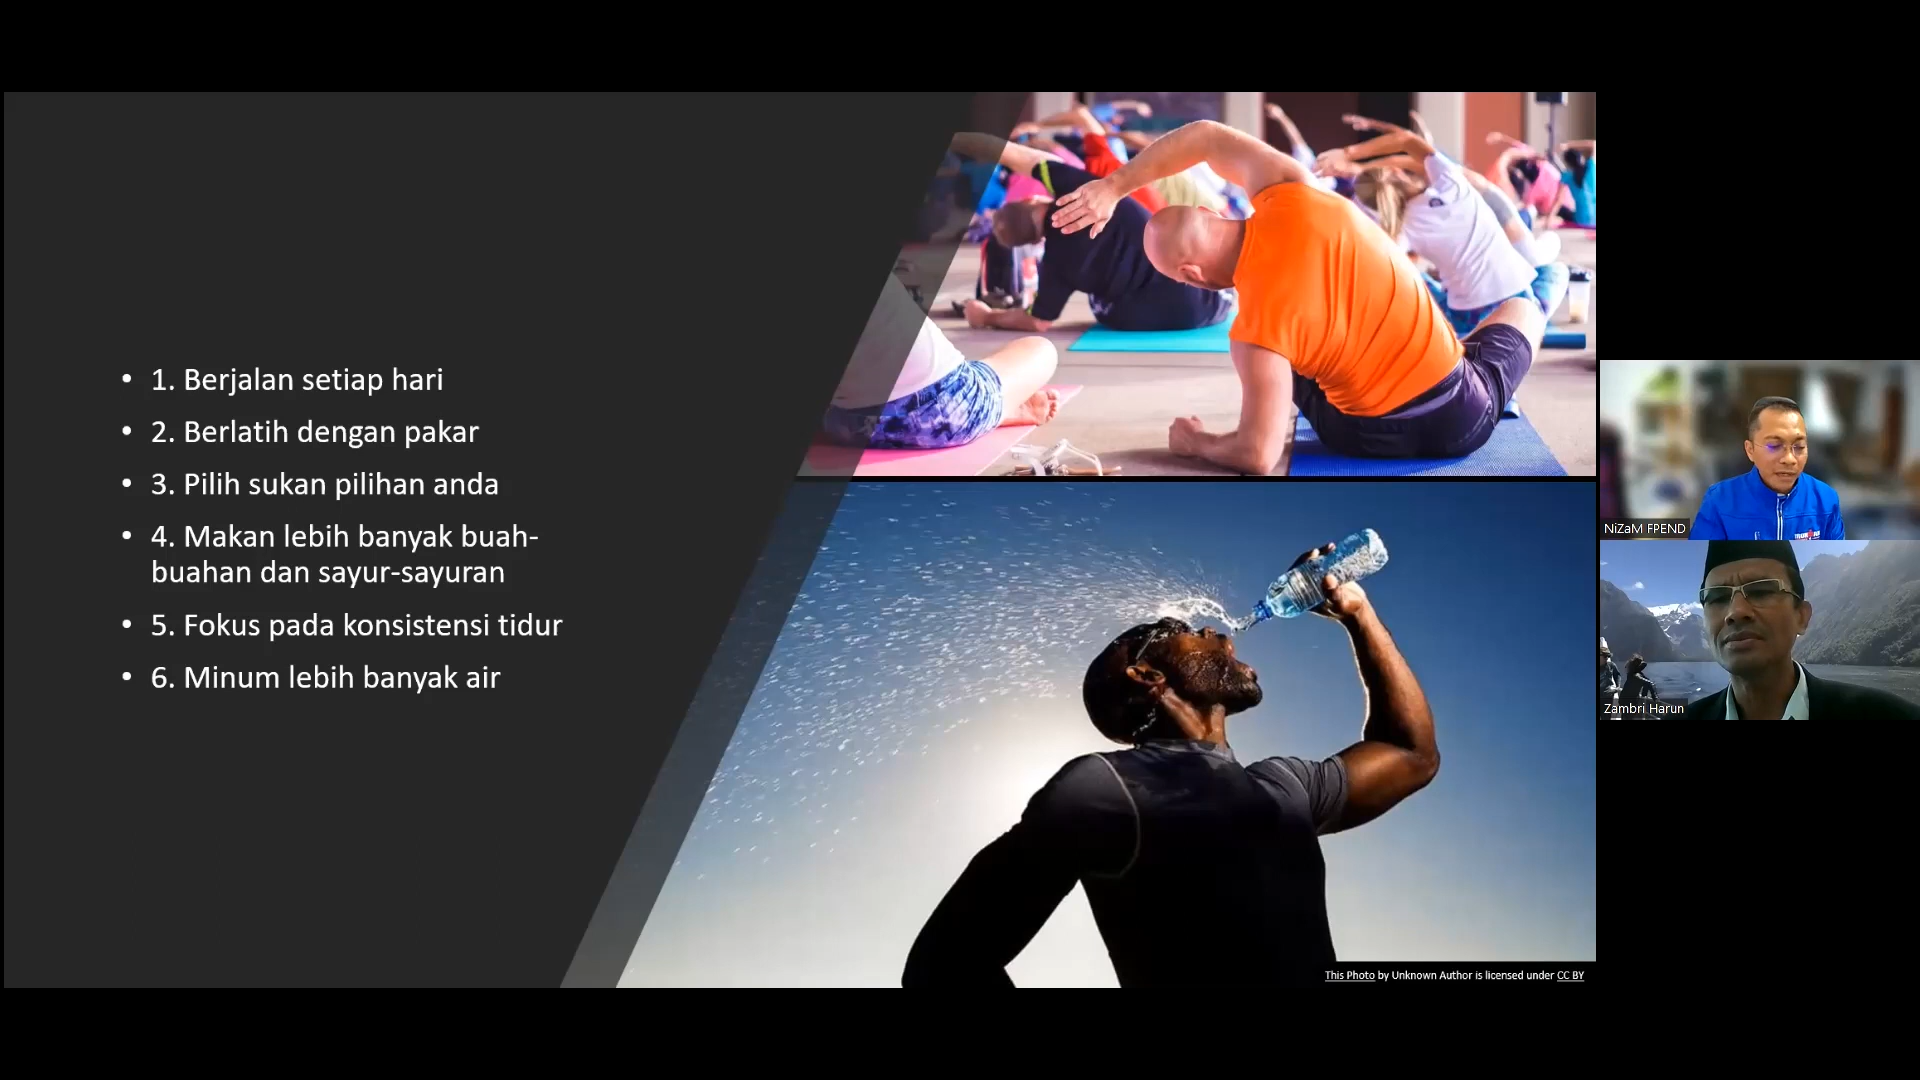 • 1. Berjalan setiap hari
• 2. Berlatih dengan pakar
• 3. Pilih sukan pilihan anda
• 4. Makan lebih banyak buah-
buahan dan sayur-sayuran
• 5. Fokus pada konsistensi tidur
• 6. Minum lebih banyak air
This Photo by Unknown Author is licensed under CC BY
NiZaM FPEND
Zambri Harun